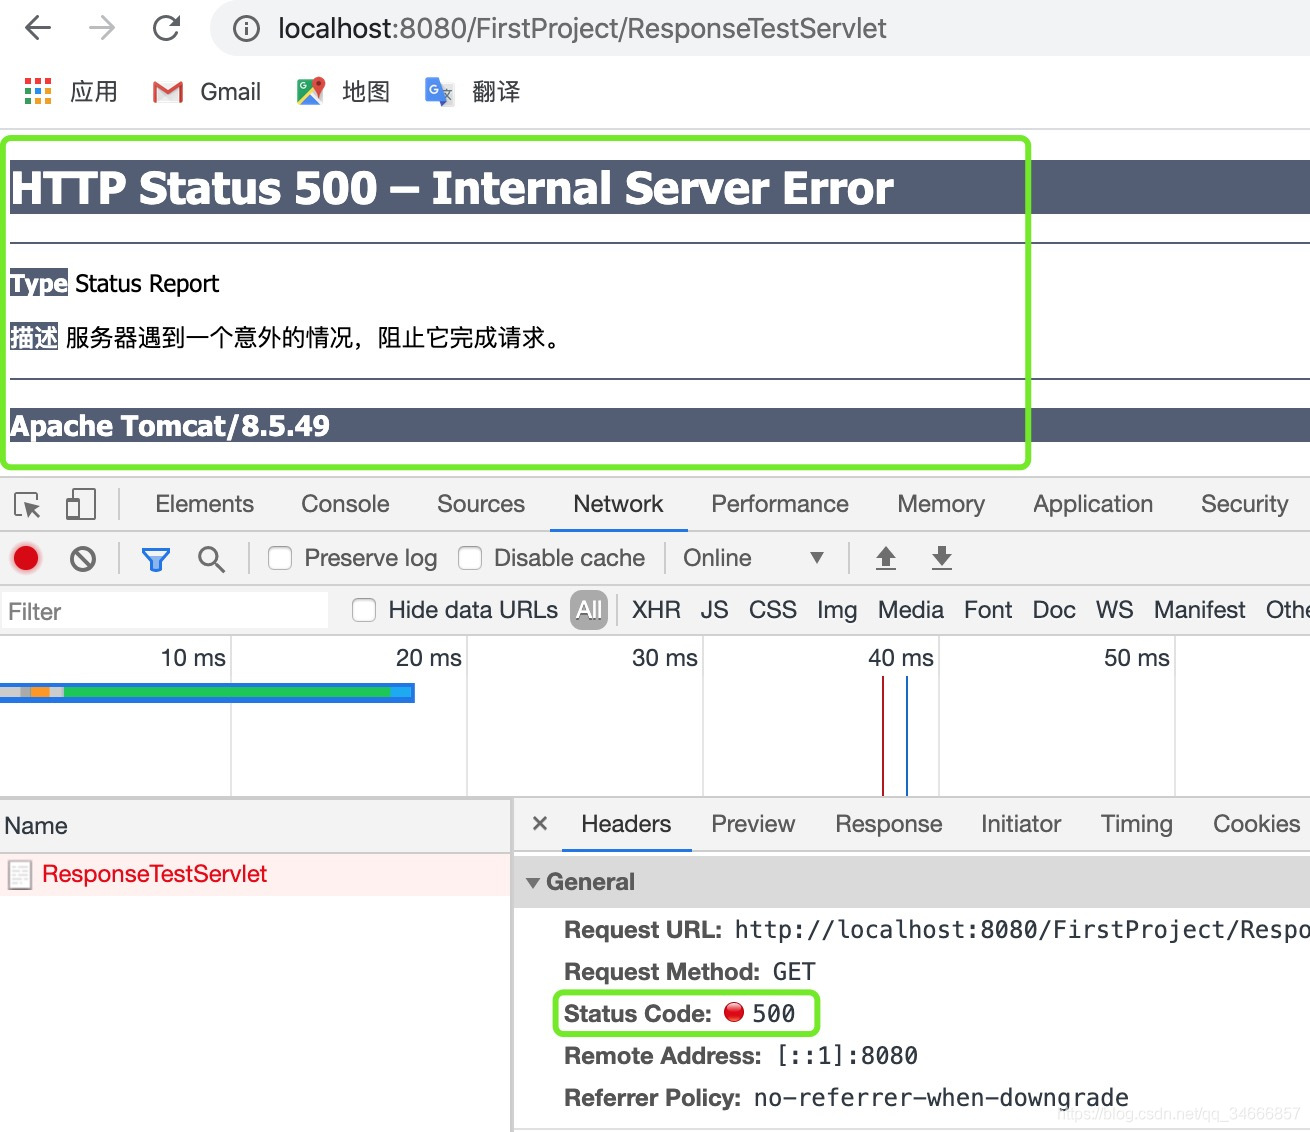 localhost:8080/FirstProject/ResponseTestServlet
应用 Gmail 地图 翻译
HTTP Status 500 – Internal Server Error
Type Status Report
描述 服务器遇到一个意外的情况，阻止它完成请求。
Apache Tomcat/8.5.49
Elements Console Sources Network Performance Memory Application Security
Preserve log Disable cache Online
Filter Hide data URLs All XHR JS CSS Img Media Font Doc WS Manifest Othe
10 ms 20 ms 30 ms 40 ms 50 ms
Name
ResponseTestServlet
× Headers Preview Response Initiator Timing Cookies
General
Request URL: http://localhost:8080/FirstProject/Respo
Request Method: GET
Status Code: 500
Remote Address: [::1]:8080
Referrer Policy: no-referrer-when-downgrade
https://blog.csdn.net/qq_34666857